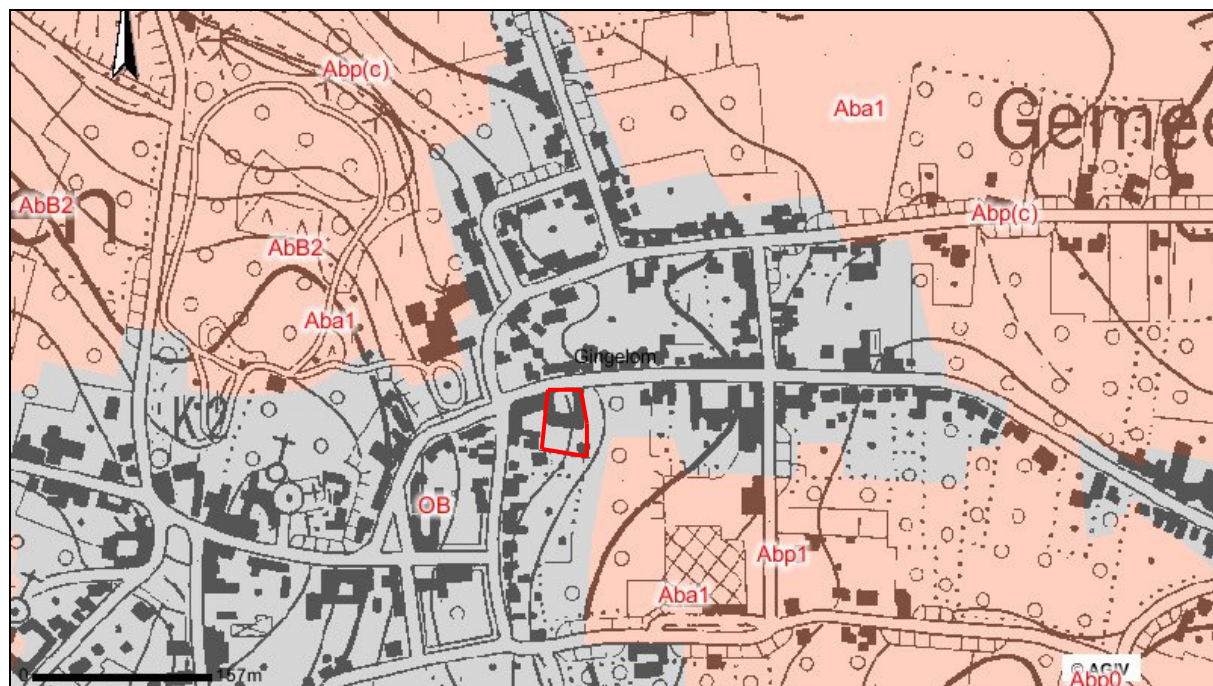 Abp(c)
Aba1
Gemee
Abp(c)
AbB2
AbB2
Aba1
Gingelom
OB
Abp1
Aba1
0
157m
© AGIV
Abp0